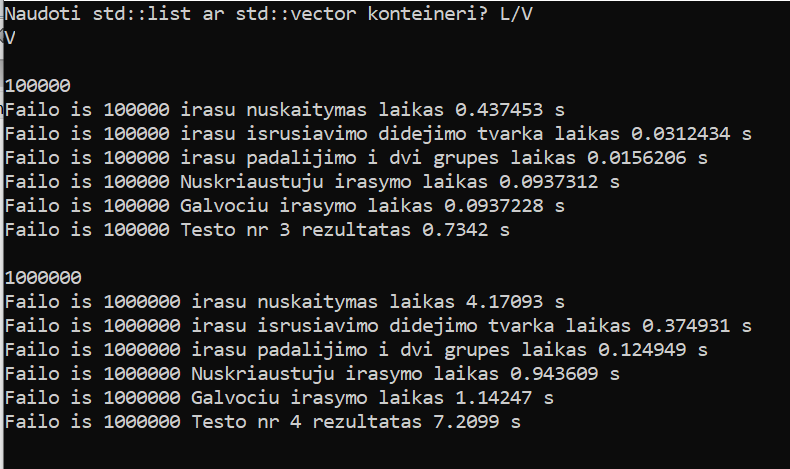 Naudoti std::list ar std::vector konteineri? L/V
V
100000
Failo is 100000 irasu nuskaitymas laikas 0.437453 s
Failo is 100000 irasu isrusiavimo didejimo tvarka laikas 0.0312434 s
Failo is 100000 irasu padalijimo i dvi grupes laikas 0.0156206 s
Failo is 100000 Nuskriaustuju irasymo laikas 0.0937312 s
Failo is 100000 Galvociu irasymo laikas 0.0937228 s
Failo is 100000 Testo nr 3 rezultatas 0.7342 s
1000000
Failo is 1000000 irasu nuskaitymas laikas 4.17093 s
Failo is 1000000 irasu isrusiavimo didejimo tvarka laikas 0.374931 s
Failo is 1000000 irasu padalijimo i dvi grupes laikas 0.124949 s
Failo is 1000000 Nuskriaustuju irasymo laikas 0.943609 s
Failo is 1000000 Galvociu irasymo laikas 1.14247 s
Failo is 1000000 Testo nr 4 rezultatas 7.2099 s